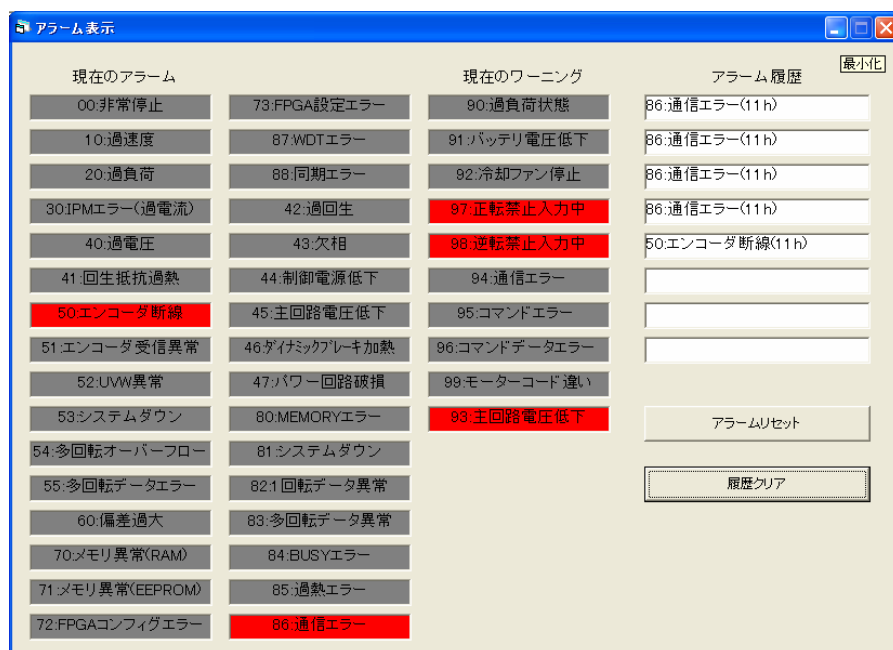 アラーム表示
最小化
現在のアラーム
00:非常停止
10:過速度
20:過負荷
30:IPMエラー(過電流)
40:過電圧
41:回生抵抗過熱
50:エンコーダ断線
51:エンコーダ受信異常
52:UVW異常
53:システムダウン
54:多回転オーバーフロー
55:多回転データエラー
60:偏差過大
70:メモリ異常(RAM)
71:メモリ異常(EEPROM)
72:FPGAコンフィグエラー
73:FPGA設定エラー
87:WDTエラー
88:同期エラー
42:過回生
43:欠相
44:制御電源低下
45:主回路電圧低下
46:ダイナミックブレーキ加熱
47:パワー回路破損
80:MEMORYエラー
81:システムダウン
82:1回転データ異常
83:多回転データ異常
84:BUSYエラー
85:過熱エラー
86:通信エラー
現在のワーニング
90:過負荷状態
91:バッテリ電圧低下
92:冷却ファン停止
97:正転禁止入力中
98:逆転禁止入力中
94:通信エラー
95:コマンドエラー
96:コマンドデータエラー
99:モーターコード違い
93:主回路電圧低下
アラーム履歴
86:通信エラー(11h)
86:通信エラー(11h)
86:通信エラー(11h)
86:通信エラー(11h)
50:エンコーダ断線(11h)
アラームリセット
履歴クリア